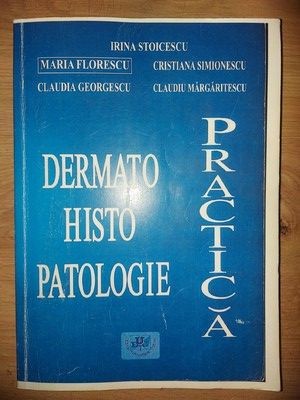 IRINA STOICESCU
MARIA FLORESCU
CRISTIANA SIMIONESCU
CLAUDIA GEORGESCU
CLAUDIU MĂRGĂRITESCU
DERMATO
HISTO
PATOLOGIE
PRACTICĂ